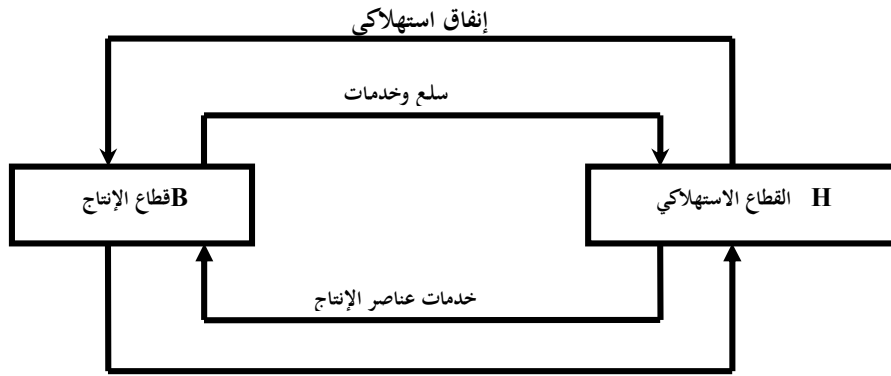 إنفاق استهلاكي
سلع وخدمات
H القطاع الاستهلاكي
Bقطاع الإنتاج
خدمات عناصر الإنتاج